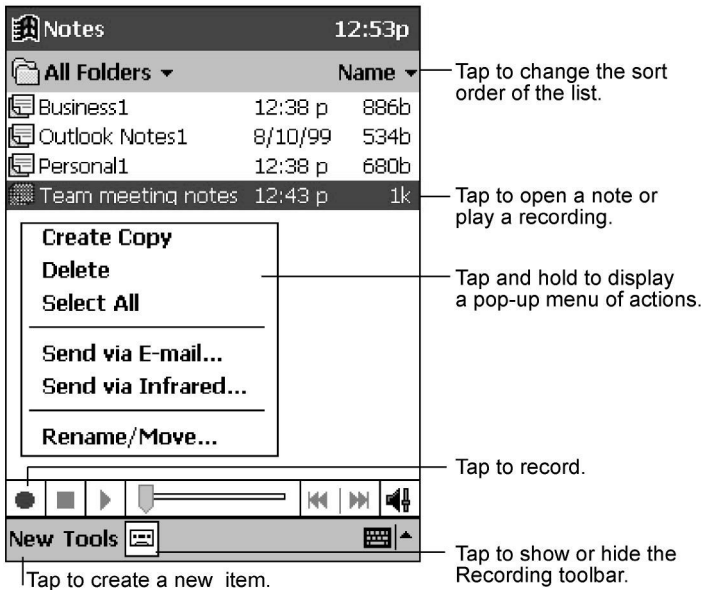 Notes 12:53p
All Folders Name
Tap to change the sort
order of the list.
Business1 12:38 p 886b
Outlook Notes1 8/10/99 534b
Personal1 12:38 p 680b
Team meeting notes 12:43 p 1k
Tap to open a note or
play a recording.
Create Copy
Delete
Select All
Tap and hold to display
a pop-up menu of actions.
Send via E-mail...
Send via Infrared...
Rename/Move...
Tap to record.
New Tools
Tap to show or hide the
Recording toolbar.
Tap to create a new item.